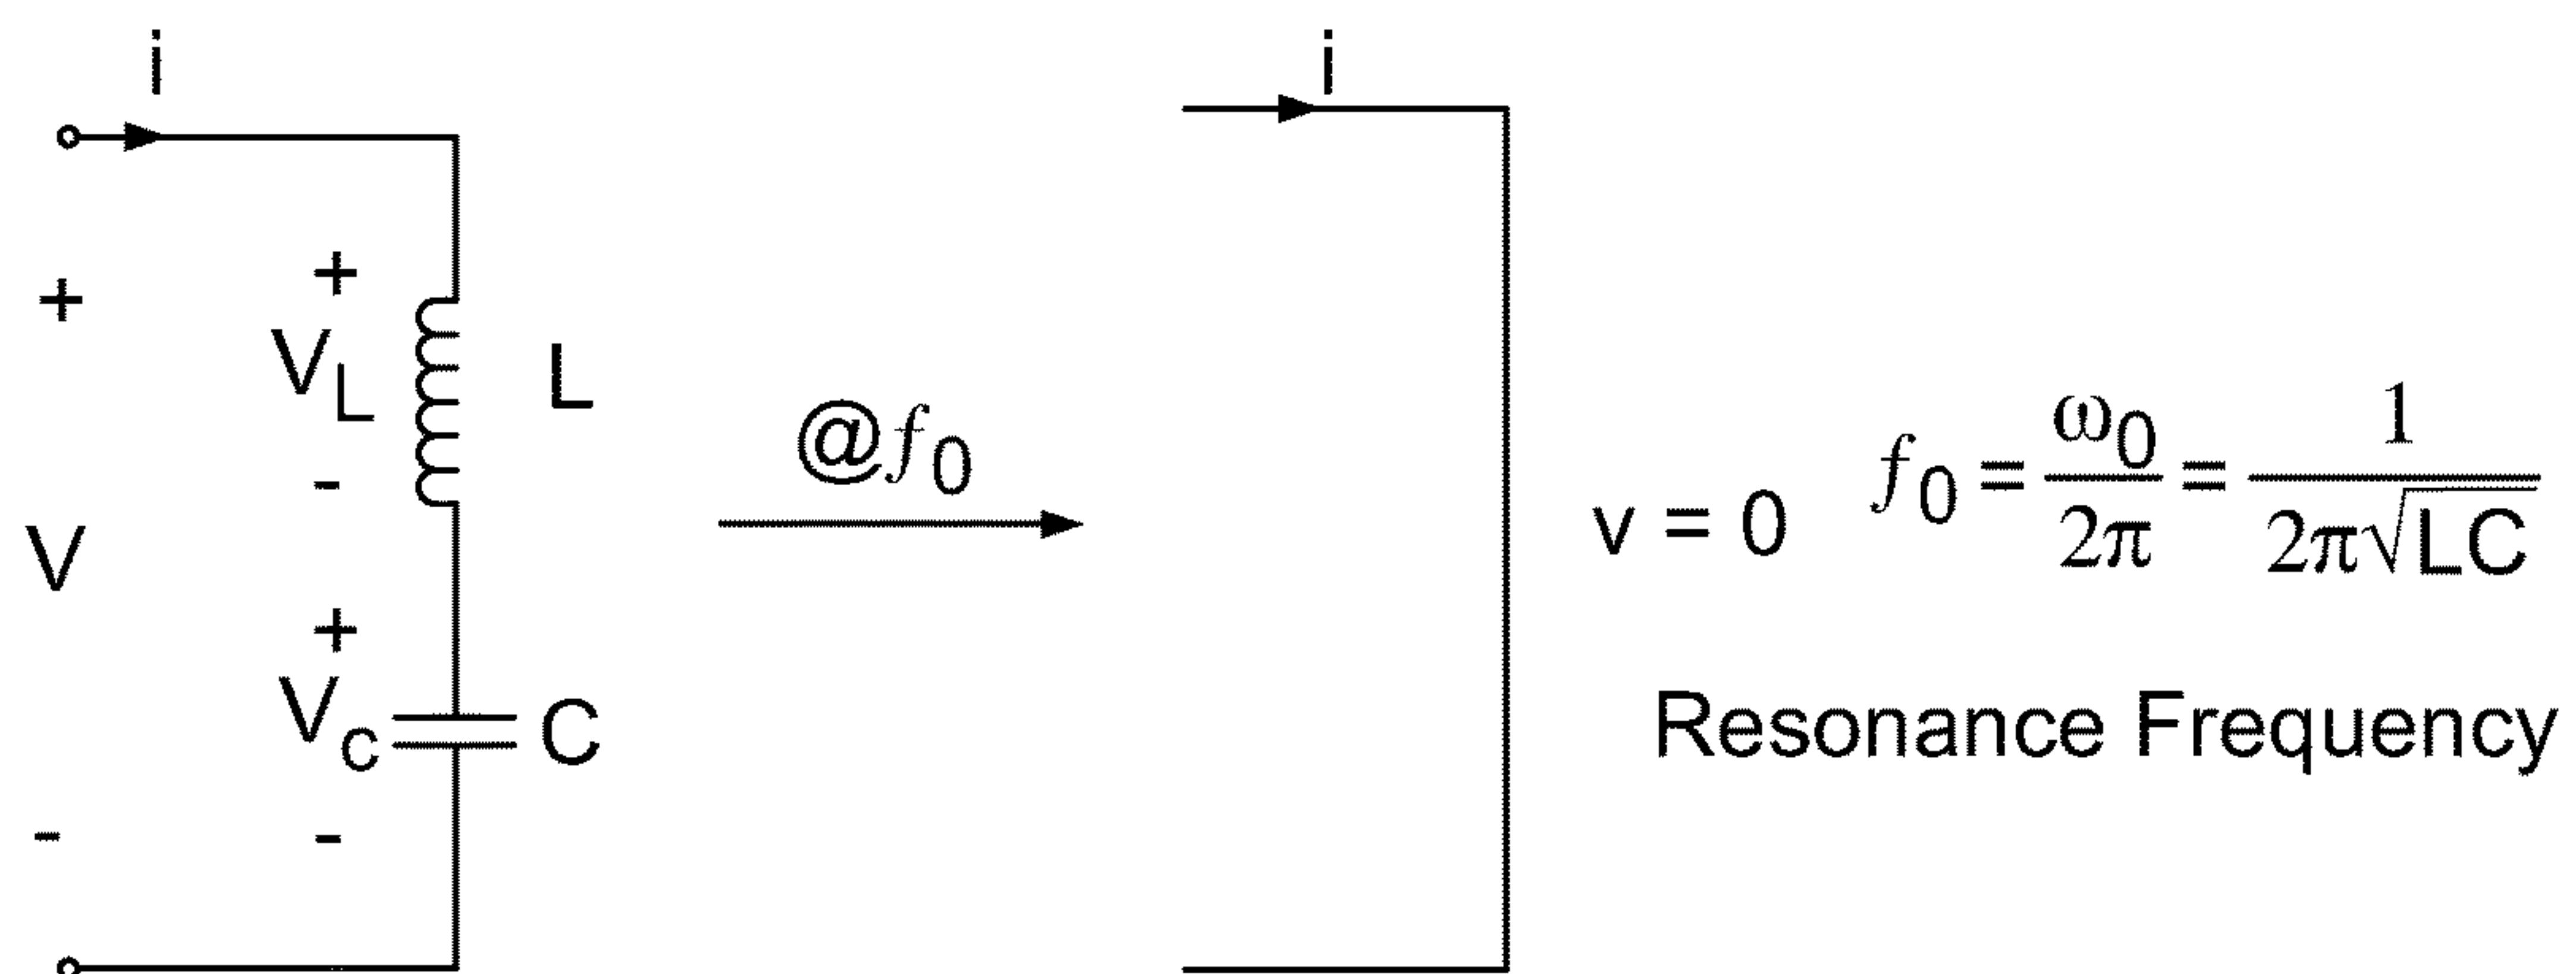 i
i
+
+
V_L
L
-
@f_0
V
v = 0
f_0 ≡ ω_0/2π ≡ 1/2π√LC
+
V_C
C
Resonance Frequency
-
-